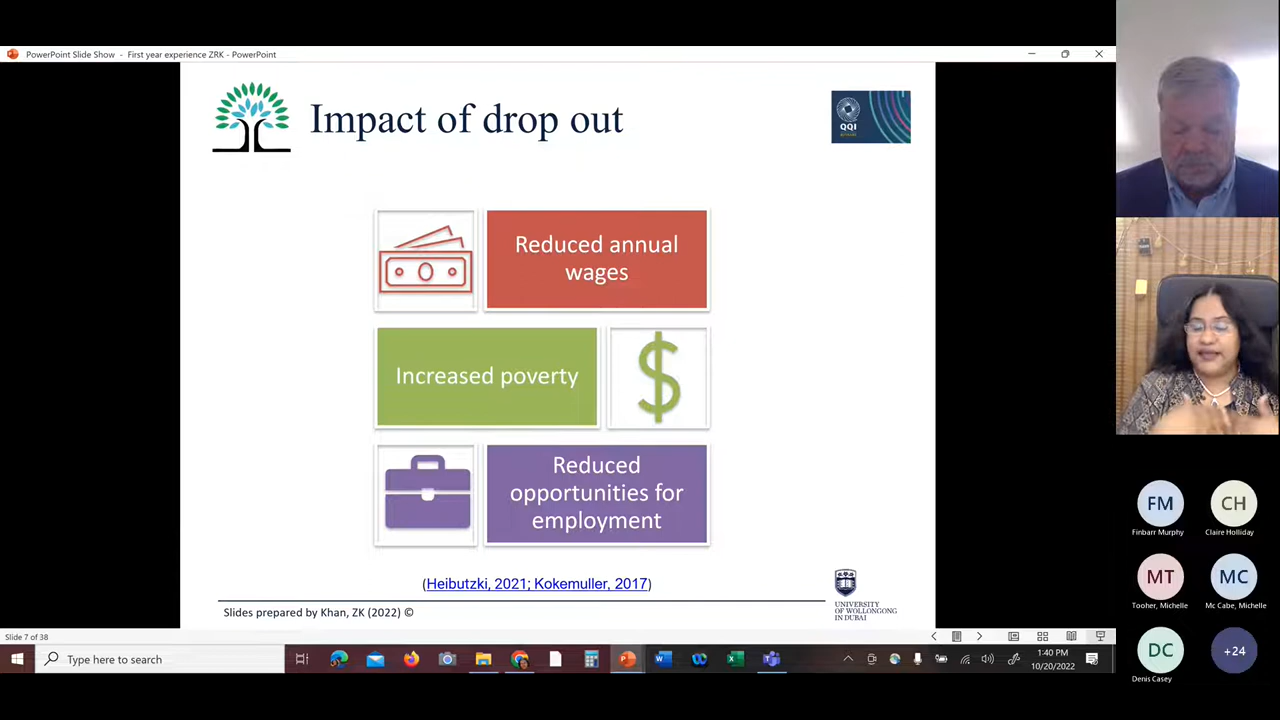 PowerPoint Slide Show - First year experience ZRK - PowerPoint
Impact of drop out
QQI
Reduced annual
wages
Increased poverty
$
Reduced
opportunities for
employment
(Heibutzki, 2021; Kokemuller, 2017)
Slides prepared by Khan, ZK (2022) ©
UNIVERSITY
OF WOLLONGONG
IN DUBAI
Slide 7 of 38
Type here to search
1:40 PM
10/20/2022
FM
Finbarr Murphy
CH
Claire Holliday
MT
Tooher, Michelle
MC
Mc Cabe, Michelle
DC
Denis Casey
+24